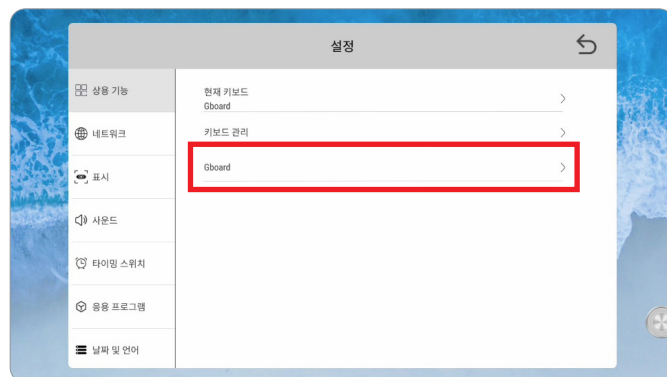 설정
상용 기능
네트워크
표시
사운드
타이밍 스위치
응용 프로그램
날짜 및 언어
현재 키보드
Gboard
키보드 관리
Gboard